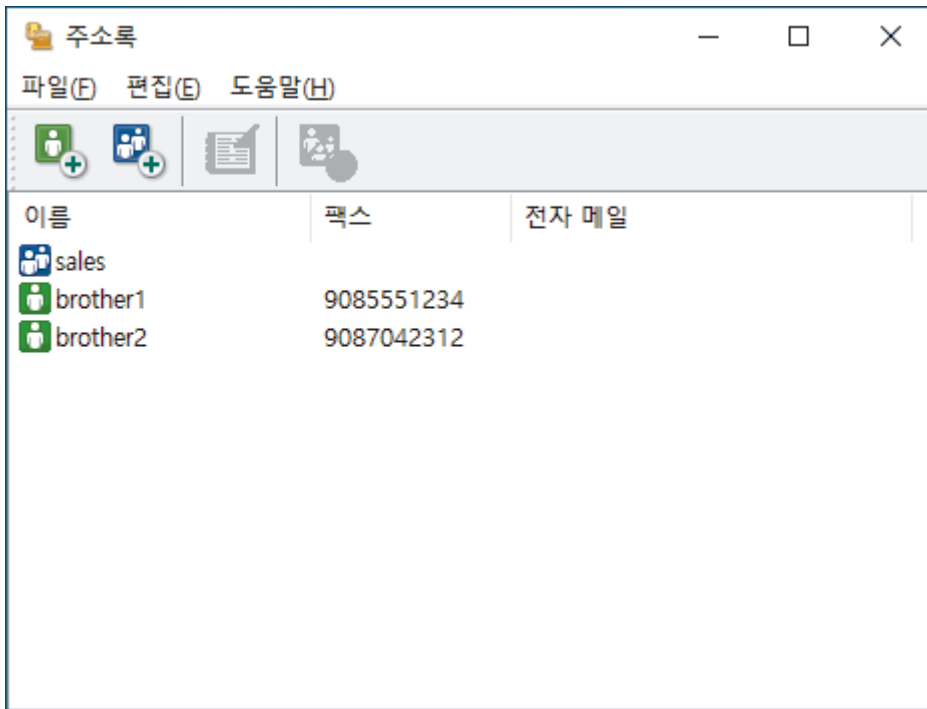 주소록
파일(F) 편집(E) 도움말(H)
이름 팩스 전자 메일
sales
brother1 9085551234
brother2 9087042312